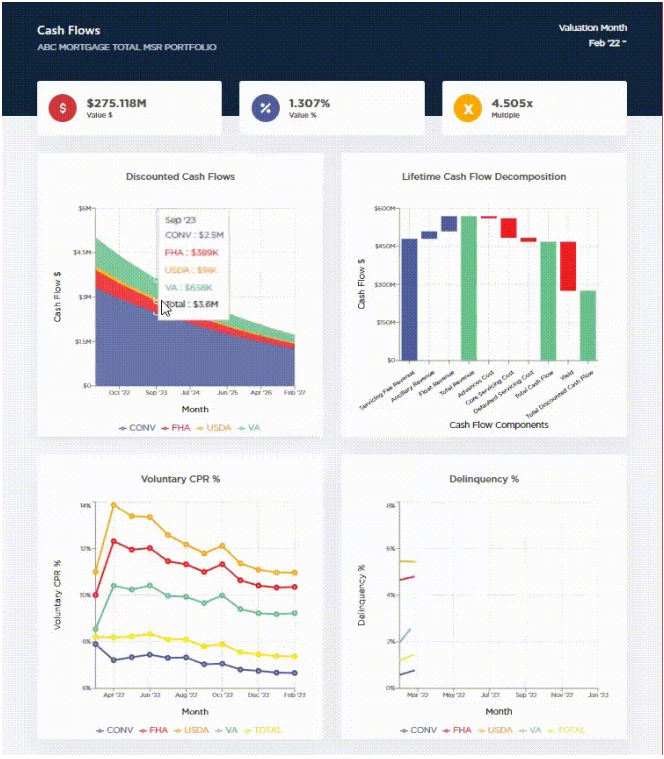 Cash Flows
ABC MORTGAGE TOTAL MSR PORTFOLIO
Valuation Month
Feb '22
$
$275.118M
Value $
%
1.307%
Value %
X
4.505x
Multiple
Discounted Cash Flows
Cash Flow $
$6M
$4.5M
$3M
$1.5M
$0
Sep '23
CONV : $2.5M
FHA : $389K
USDA :
VA : $658K
Total : $3.6M
Oct '22 Sep '23 Jul '24 Jun '25 Apr '26 Feb '27
Month
CONV FHA USDA VA
Lifetime Cash Flow Decomposition
Cash Flow $
$600M
$450M
$300M
$150M
$0
Servicing Fee Revenue
Ancillary Revenue
Float Revenue
Total Revenue
Advances Cost
Core Servicing Cost
Defaulted Servicing Cost
Total Cash Flow
Yield
Total Discounted Cash Flow
Cash Flow Components
Voluntary CPR %
Voluntary CPR %
14%
12%
10%
8%
6%
Apr '22 Jun '22 Aug '22 Oct '22 Dec '22 Feb '23
Month
CONV FHA USDA VA TOTAL
Delinquency %
Delinquency %
8%
6%
4%
2%
0%
Mar '22 May '22 Jul '22 Sep '22 Nov '22 Jan '23
Month
CONV FHA USDA VA TOTAL